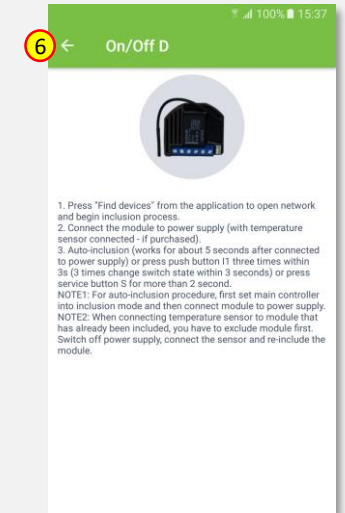 100% 15:37
6 On/Off D
1. Press "Find devices" from the application to open network
and begin inclusion process.
2. Connect the module to power supply (with temperature
sensor connected - if purchased).
3. Auto-inclusion (works for about 5 seconds after connected
to power supply) or press push button I1 three times within
3s (3 times change switch state within 3 seconds) or press
service button S for more than 2 second.
NOTE1: For auto-inclusion procedure, first set main controller
into inclusion mode and then connect module to power supply.
NOTE2: When connecting temperature sensor to module that
has already been included, you have to exclude module first.
Switch off power supply, connect the sensor and re-include the
module.